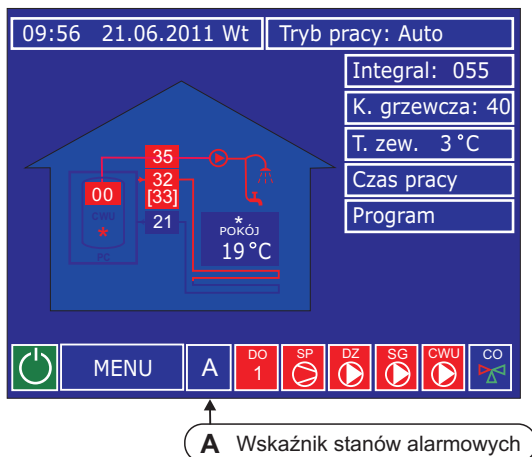 09:56 21.06.2011 Wt Tryb pracy: Auto
Integral: 055
K. grzewcza: 40
T. zew. 3°C
Czas pracy
Program
35
32
[33]
21
00
CWU
*
PC
*
POKÓJ
19°C
MENU A DO 1 SP DZ SG CWU CO
A Wskaźnik stanów alarmowych